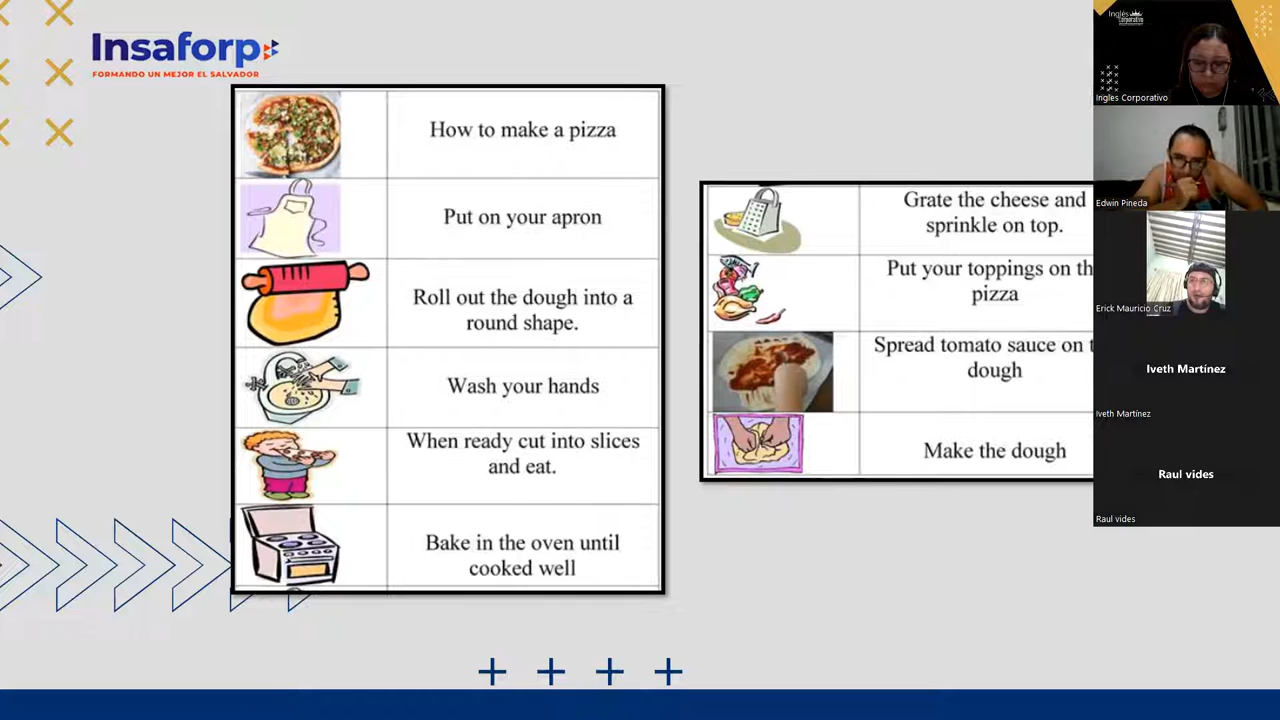 Insaforp
FORMANDO UN MEJOR EL SALVADOR
How to make a pizza
Put on your apron
Roll out the dough into a
round shape.
Wash your hands
When ready cut into slices
and eat.
Bake in the oven until
cooked well
Grate the cheese and
sprinkle on top.
Put your toppings on th
pizza
Spread tomato sauce on t
dough
Make the dough
Inglés
Corporativo
Ingles Corporativo
Edwin Pineda
Erick Mauricio Cruz
Iveth Martínez
Iveth Martínez
Raul vides
Raul vides